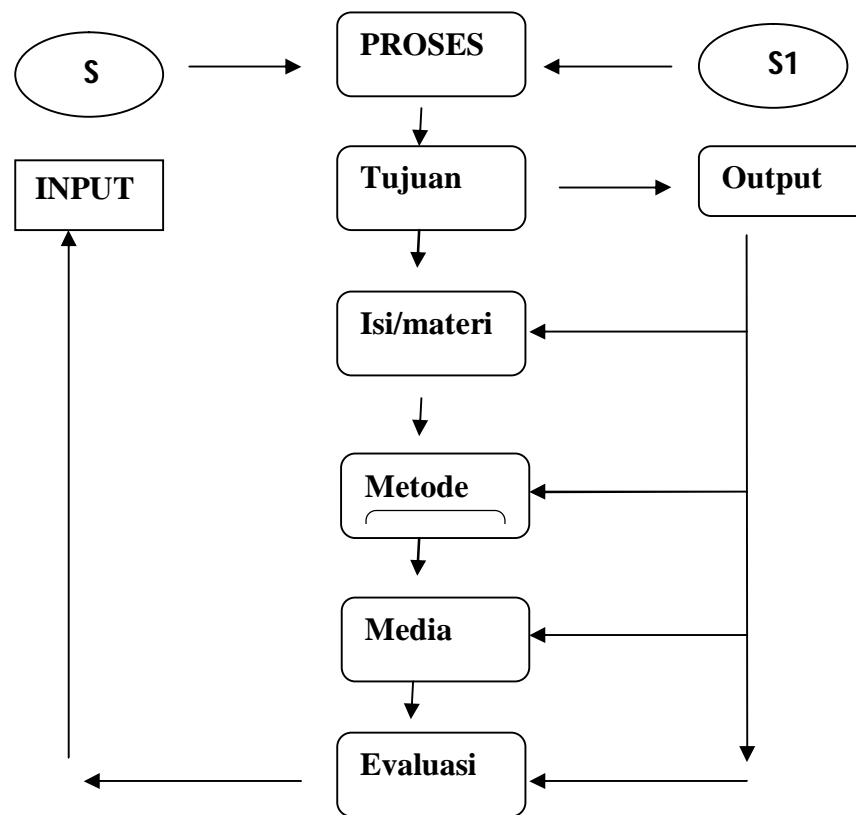 S
PROSES
S1
INPUT
Tujuan
Output
Isi/materi
Metode
Media
Evaluasi